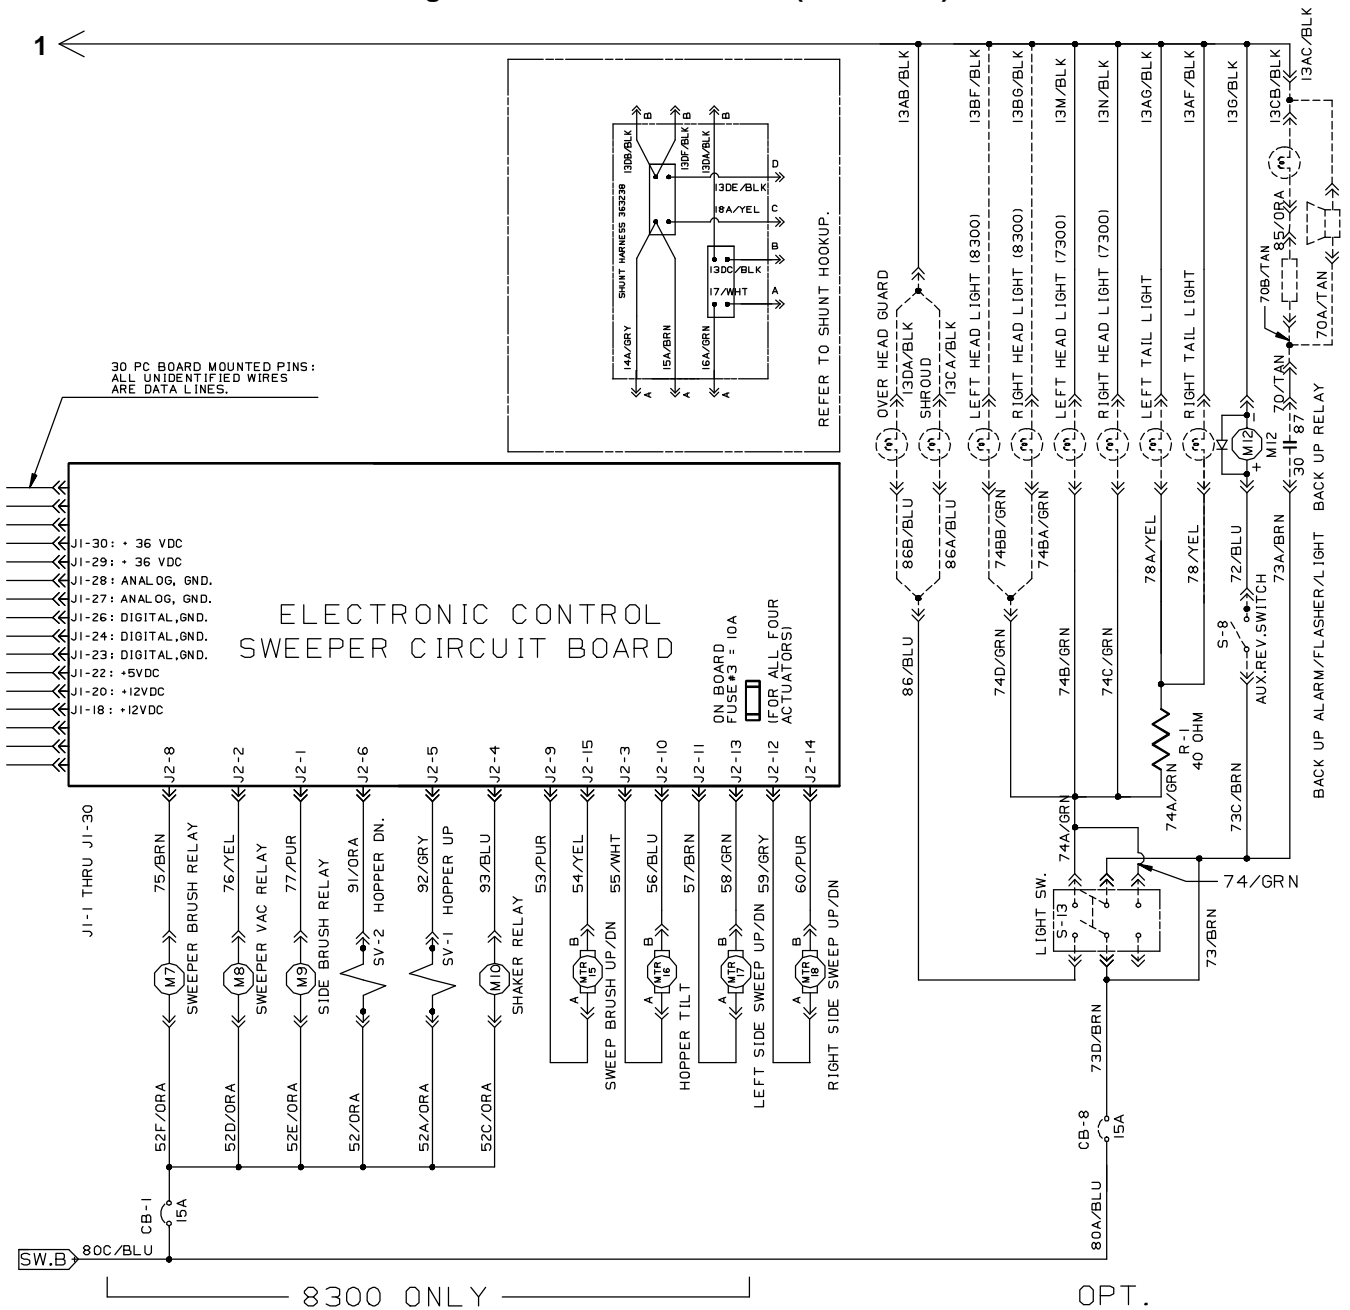 1
13AB/BLK
13BF/BLK
13BG/BLK
13M/BLK
13N/BLK
13AG/BLK
13AF/BLK
13G/BLK
13CB/BLK
13AC/BLK
B
B
B
13DB/BLK
13DF/BLK
13DA/BLK
D
13DE/BLK
18A/YEL
C
B
13DC/BLK
17/WHT
A
SHUNT HARNESS 363238
14A/GRY
15A/BRN
16A/GRN
A
A
A
REFER TO SHUNT HOOKUP.
OVER HEAD GUARD
13DA/BLK
SHROUD
13CA/BLK
LEFT HEAD LIGHT (8300)
RIGHT HEAD LIGHT (8300)
LEFT HEAD LIGHT (7300)
RIGHT HEAD LIGHT (7300)
LEFT TAIL LIGHT
RIGHT TAIL LIGHT
85/ORA
70B/TAN
70A/TAN
70/TAN
M12
M12
-
+
30
87
BACK UP ALARM/FLASHER/LIGHT
BACK UP RELAY
30 PC BOARD MOUNTED PINS:
ALL UNIDENTIFIED WIRES
ARE DATA LINES.
J1-30: + 36 VDC
J1-29: + 36 VDC
J1-28: ANALOG, GND.
J1-27: ANALOG, GND.
J1-26: DIGITAL,GND.
J1-24: DIGITAL,GND.
J1-23: DIGITAL,GND.
J1-22: +5VDC
J1-20: +12VDC
J1-18: +12VDC
ELECTRONIC CONTROL
SWEEPER CIRCUIT BOARD
ON BOARD
FUSE#3 = 10A
(FOR ALL FOUR
ACTUATORS)
86B/BLU
86A/BLU
74BB/GRN
74BA/GRN
78A/YEL
78/YEL
72/BLU
73A/BRN
S-8
AUX.REV.SWITCH
86/BLU
74D/GRN
74B/GRN
74C/GRN
R-1
40 OHM
74A/GRN
74A/GRN
73C/BRN
74/GRN
LIGHT SW.
S-13
73/BRN
73D/BRN
CB-8
15A
80A/BLU
J1-1 THRU J1-30
J2-8
J2-2
J2-1
J2-6
J2-5
J2-4
J2-9
J2-15
J2-3
J2-10
J2-11
J2-13
J2-12
J2-14
75/BRN
76/YEL
77/PUR
91/ORA
92/GRY
93/BLU
53/PUR
54/YEL
55/WHT
56/BLU
57/BRN
58/GRN
59/GRY
60/PUR
M7
SWEEPER BRUSH RELAY
M8
SWEEPER VAC RELAY
M9
SIDE BRUSH RELAY
SV-2 HOPPER DN.
SV-1 HOPPER UP
M10
SHAKER RELAY
B
MTR
15
A
SWEEP BRUSH UP/DN
B
MTR
16
A
HOPPER TILT
B
MTR
17
A
LEFT SIDE SWEEP UP/DN
B
MTR
18
A
RIGHT SIDE SWEEP UP/DN
52F/ORA
52D/ORA
52E/ORA
52/ORA
52A/ORA
52C/ORA
CB-1
15A
SW.B
80C/BLU
8300 ONLY
OPT.